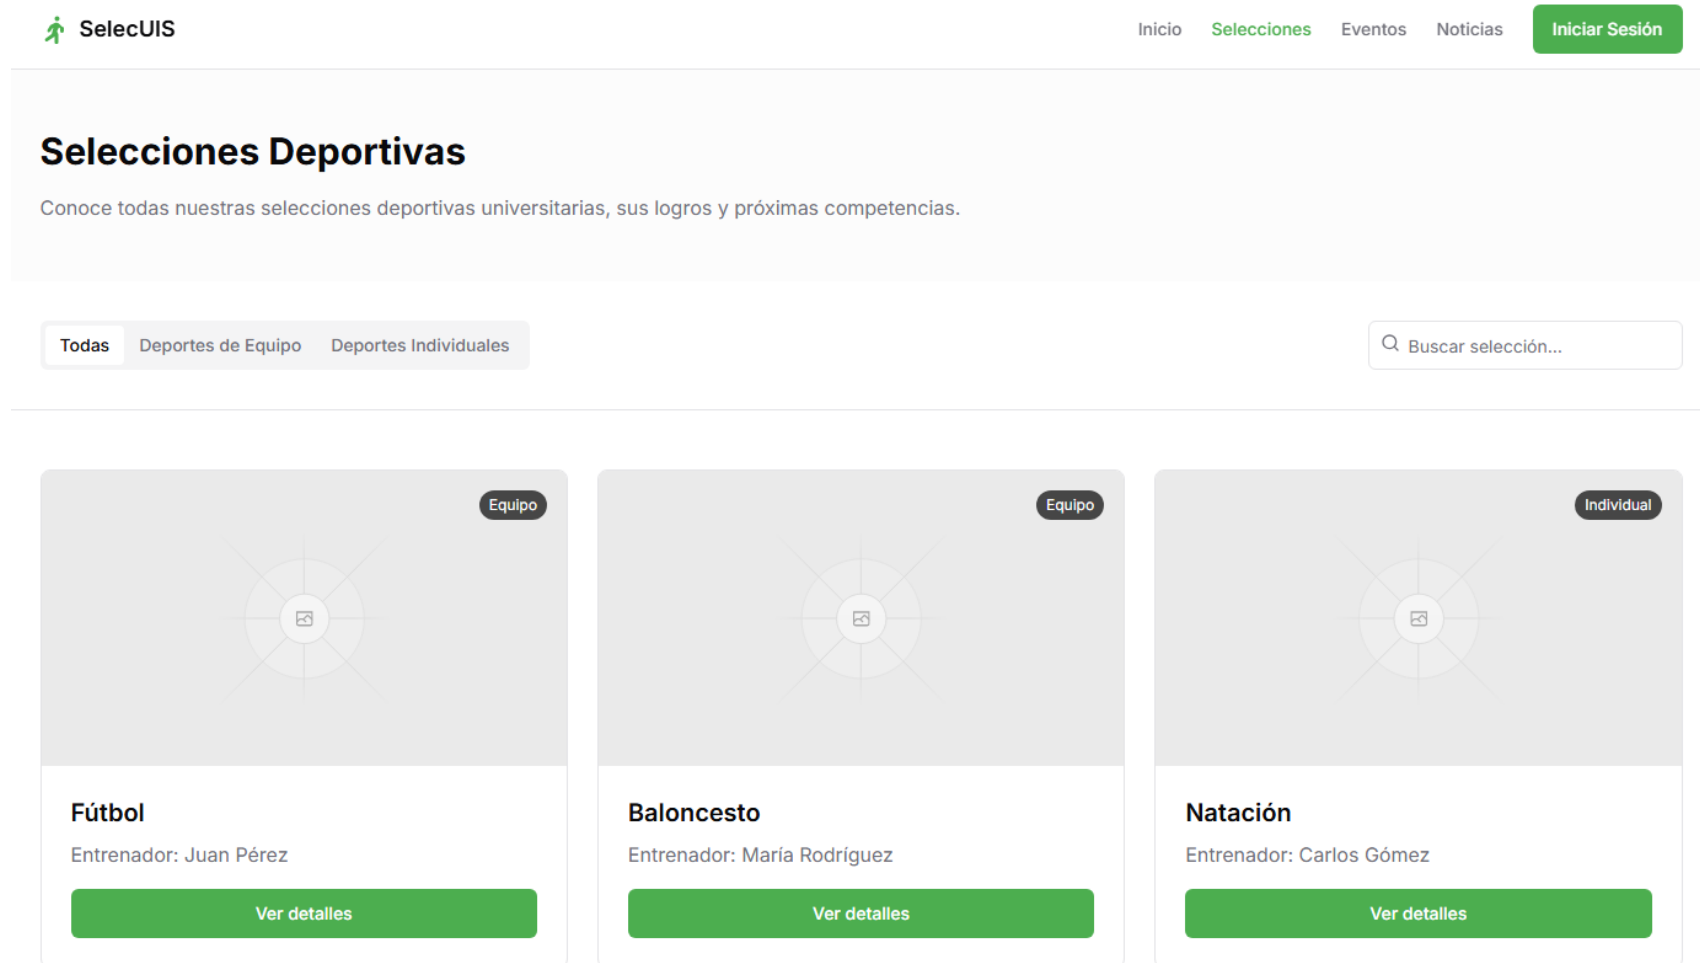 SelecUIS
Inicio Selecciones Eventos Noticias Iniciar Sesión
Selecciones Deportivas
Conoce todas nuestras selecciones deportivas universitarias, sus logros y próximas competencias.
Todas Deportes de Equipo Deportes Individuales
Buscar selección...
Equipo
Fútbol
Entrenador: Juan Pérez
Ver detalles
Equipo
Baloncesto
Entrenador: María Rodríguez
Ver detalles
Individual
Natación
Entrenador: Carlos Gómez
Ver detalles